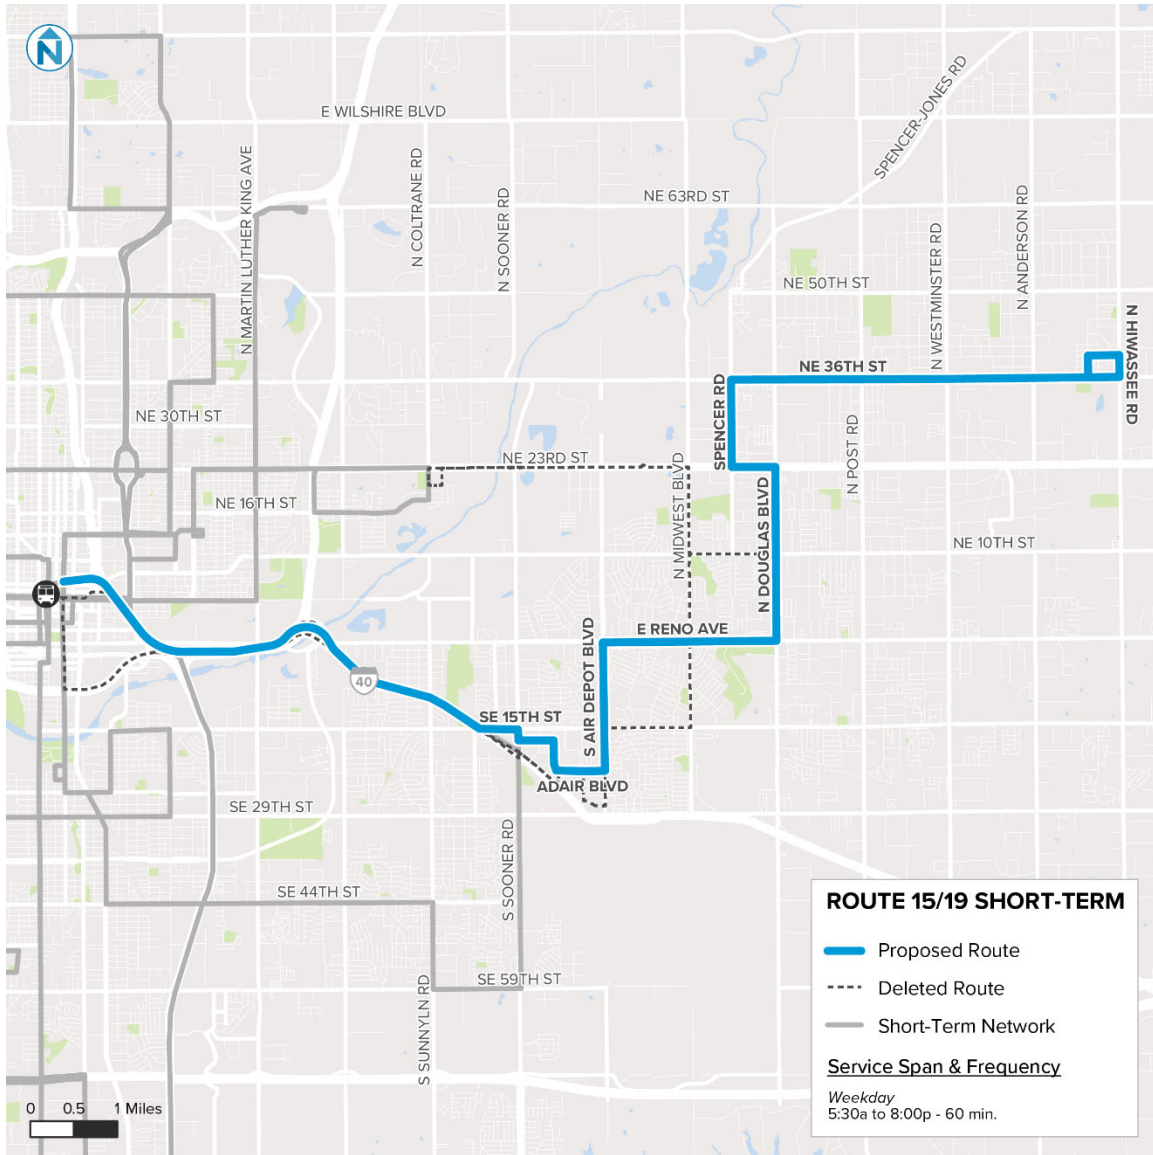 N
E WILSHIRE BLVD
SPENCER-JONES RD
N MARTIN LUTHER KING AVE
N COLTRANE RD
N SOONER RD
NE 63RD ST
N WESTMINSTER RD
N ANDERSON RD
NE 50TH ST
N HIWASSEE RD
NE 36TH ST
SPENCER RD
NE 30TH ST
N POST RD
NE 23RD ST
N MIDWEST BLVD
N DOUGLAS BLVD
NE 16TH ST
NE 10TH ST
E RENO AVE
S AIR DEPOT BLVD
40
SE 15TH ST
ADAIR BLVD
SE 29TH ST
S SOONER RD
SE 44TH ST
SE 59TH ST
S SUNNYLN RD
0 0.5 1 Miles
ROUTE 15/19 SHORT-TERM
Proposed Route
Deleted Route
Short-Term Network
Service Span & Frequency
Weekday
5:30a to 8:00p - 60 min.